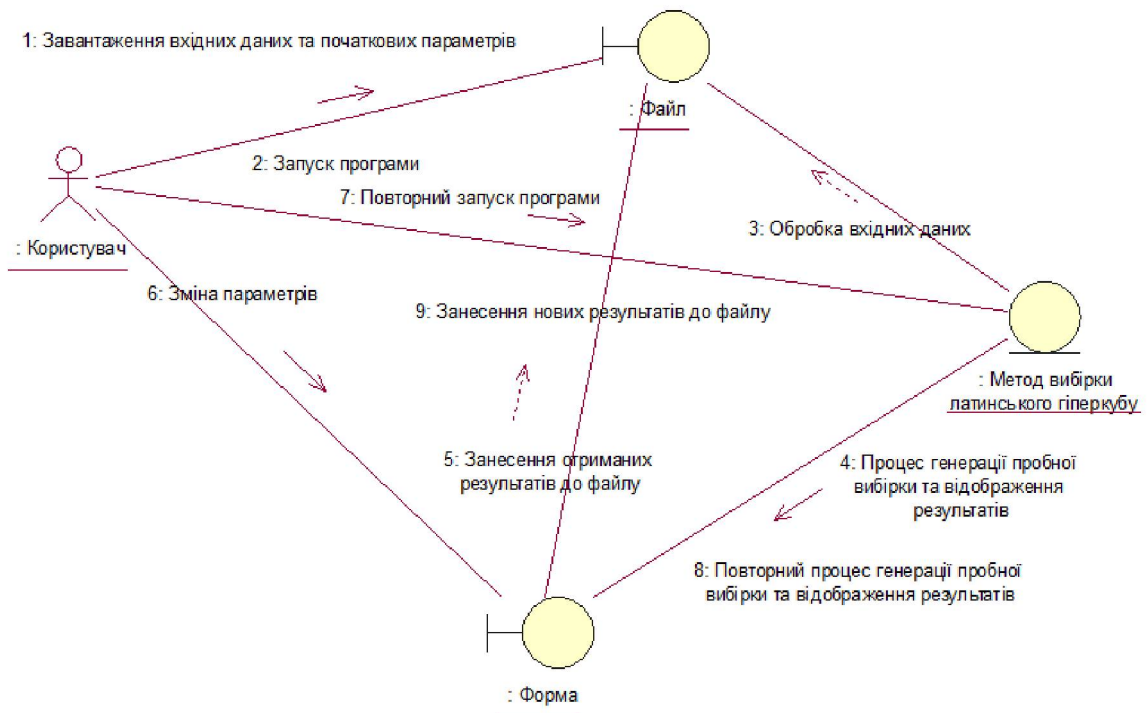 1: Завантаження вхідних даних та початкових параметрів
: Файл
2: Запуск програми
7: Повторний запуск програми
3: Обробка вхідних даних
: Користувач
6: Зміна параметрів
9: Занесення нових результатів до файлу
: Метод вибірки
латинського гіперкубу
5: Занесення отриманих
результатів до файлу
4: Процес генерації пробної
вибірки та відображення
результатів
8: Повторний процес генерації пробної
вибірки та відображення результатів
: Форма